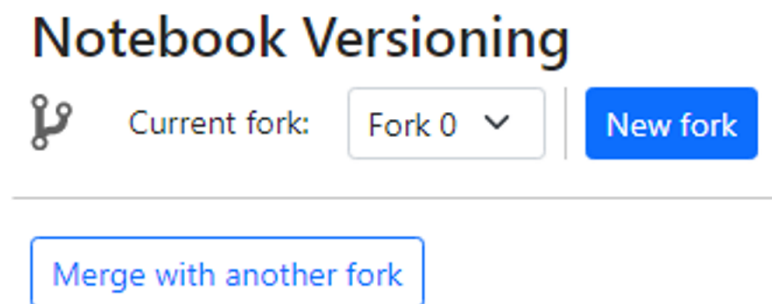 Notebook Versioning
Current fork: Fork 0 New fork
Merge with another fork